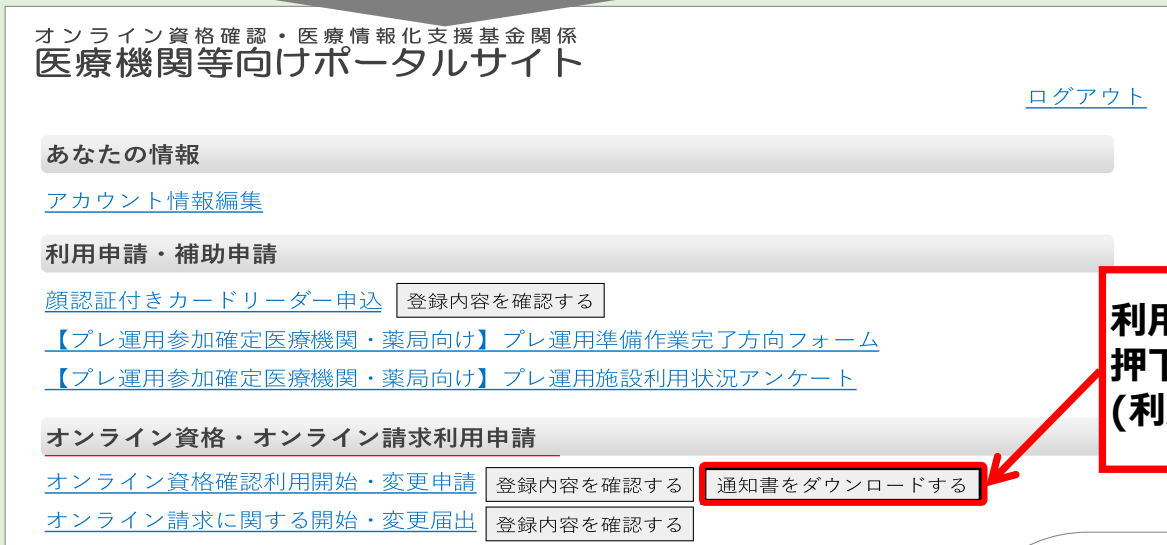 オンライン資格確認・医療情報化支援基金関係
医療機関等向けポータルサイト
ログアウト
あなたの情報
アカウント情報編集
利用申請・補助申請
顔認証付きカードリーダー申込 登録内容を確認する
【プレ運用参加確定医療機関・薬局向け】プレ運用準備作業完了方向フォーム
【プレ運用参加確定医療機関・薬局向け】プレ運用施設利用状況アンケート
利用
押下
(利
オンライン資格・オンライン請求利用申請
オンライン資格確認利用開始・変更申請 登録内容を確認する 通知書をダウンロードする
オンライン請求に関する開始・変更届出 登録内容を確認する